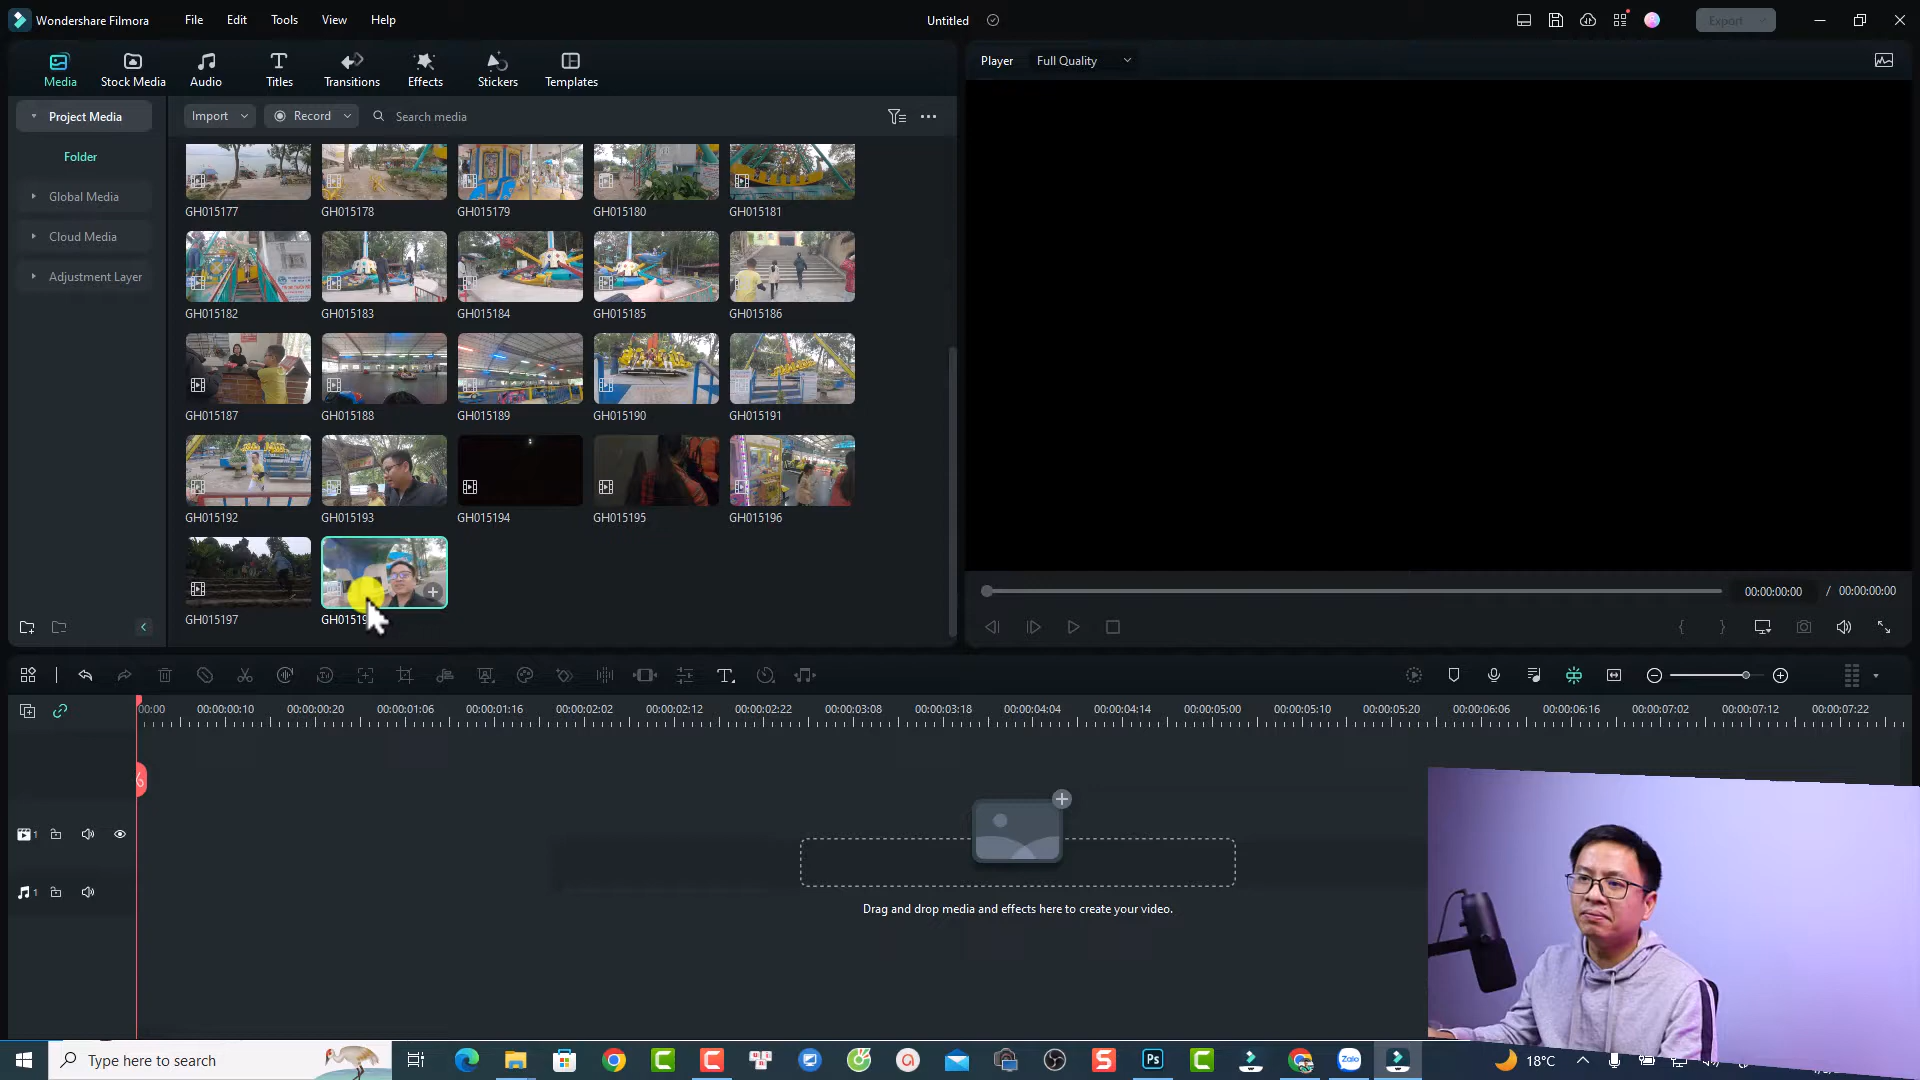 Wondershare Filmora
File Edit Tools View Help
Untitled
Export
Media Stock Media Audio Titles Transitions Effects Stickers Templates
Player Full Quality
Project Media
Folder
Global Media
Cloud Media
Adjustment Layer
Import Record Search media
GH015177 GH015178 GH015179 GH015180 GH015181
GH015182 GH015183 GH015184 GH015185 GH015186
GH015187 GH015188 GH015189 GH015190 GH015191
GH015192 GH015193 GH015194 GH015195 GH015196
GH015197
00:00:00:00 / 00:00:00:00
00:00 00:00:00:10 00:00:00:20 00:00:01:06 00:00:01:16 00:00:02:02 00:00:02:12 00:00:02:22 00:00:03:08 00:00:03:18 00:00:04:04 00:00:04:14 00:00:05:00 00:00:05:10 00:00:05:20 00:00:06:06 00:00:06:16 00:00:07:02 00:00:07:12 00:00:07:22
1
1
Drag and drop media and effects here to create your video.
Type here to search
Ps
Zalo
18°C